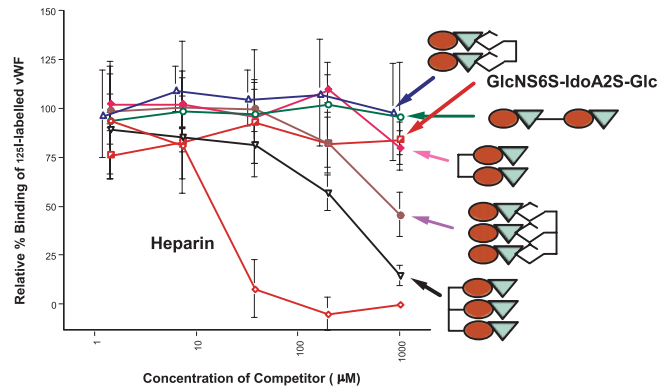 150
125
100
75
50
25
0
Relative % Binding of 125I-labelled vWF
Heparin
GlcNS6S-IdoA2S-Glc
1
10
100
1000
Concentration of Competitor ( μM)